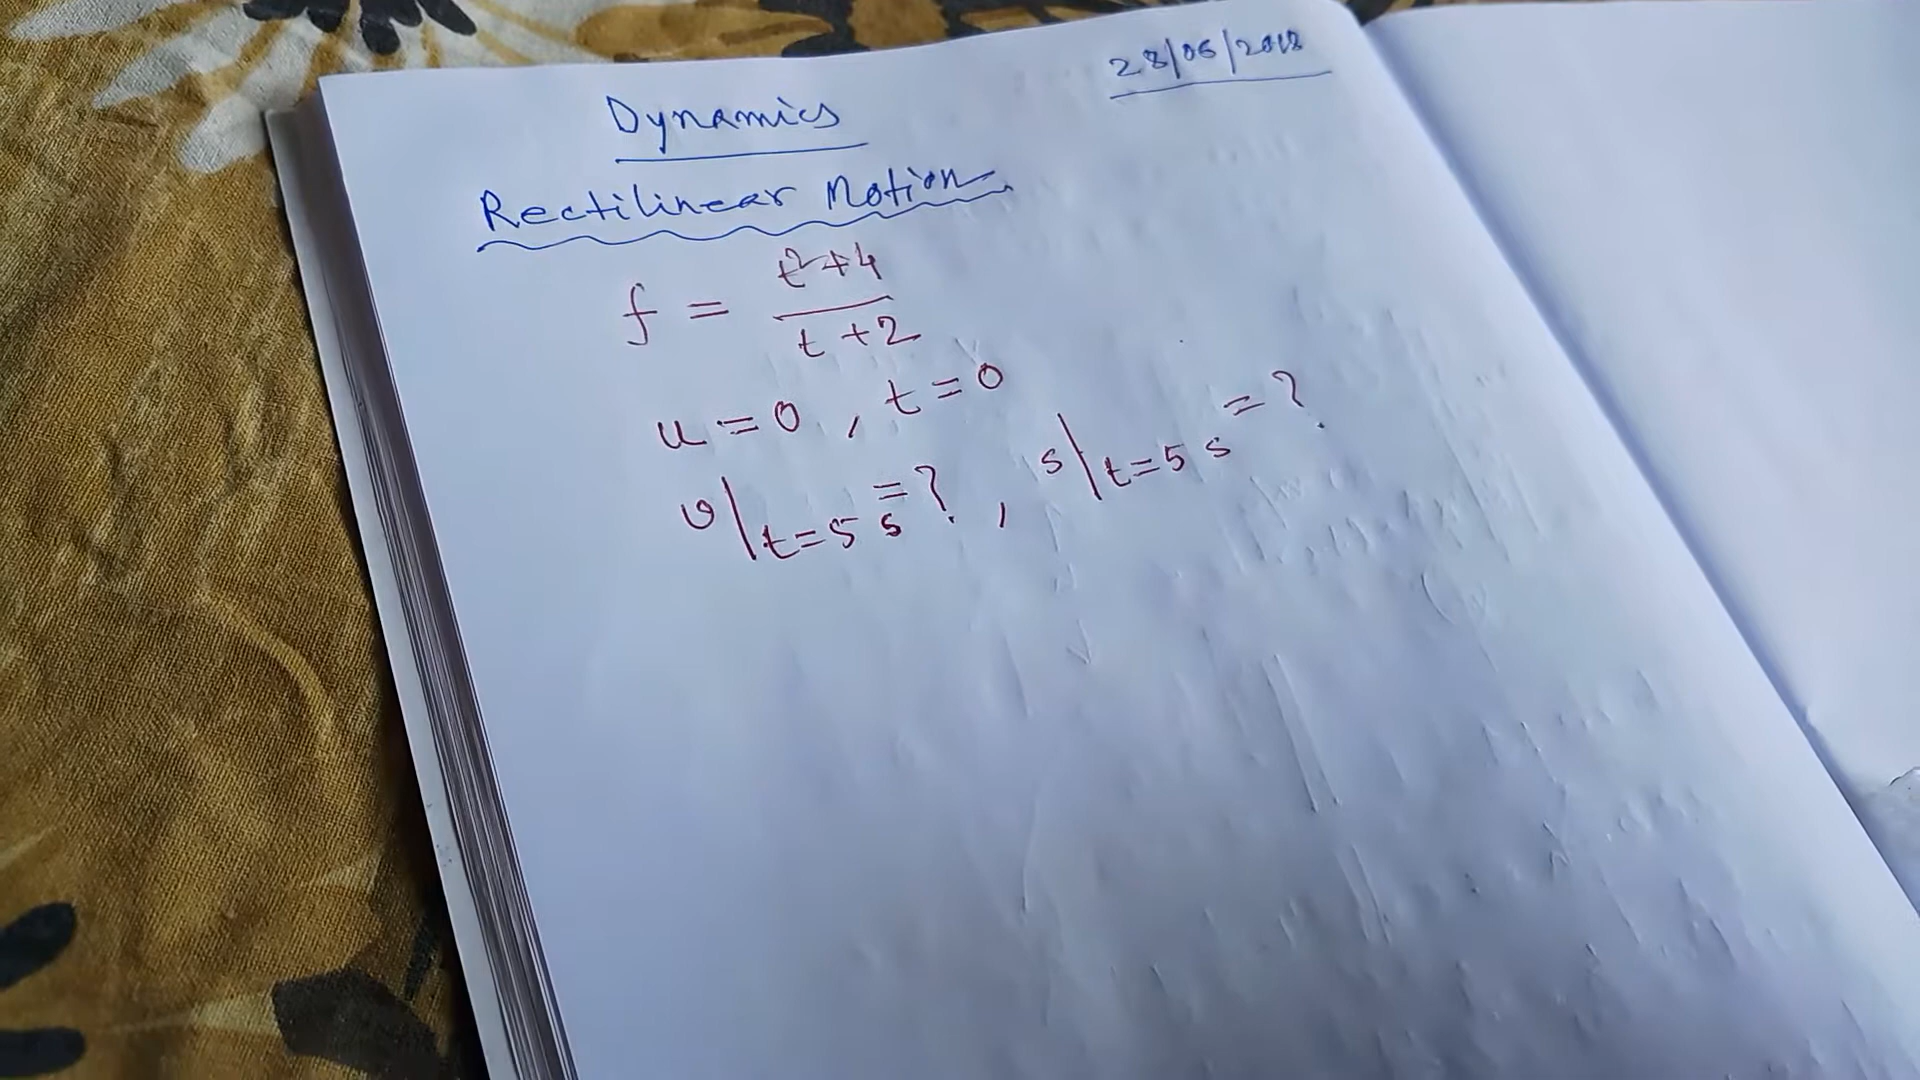 28/06/2018
Dynamics
Rectilinear Motion
f = t²+4 / t+2
u = 0 , t = 0
v|t=5 s = ? , s|t=5 s = ?